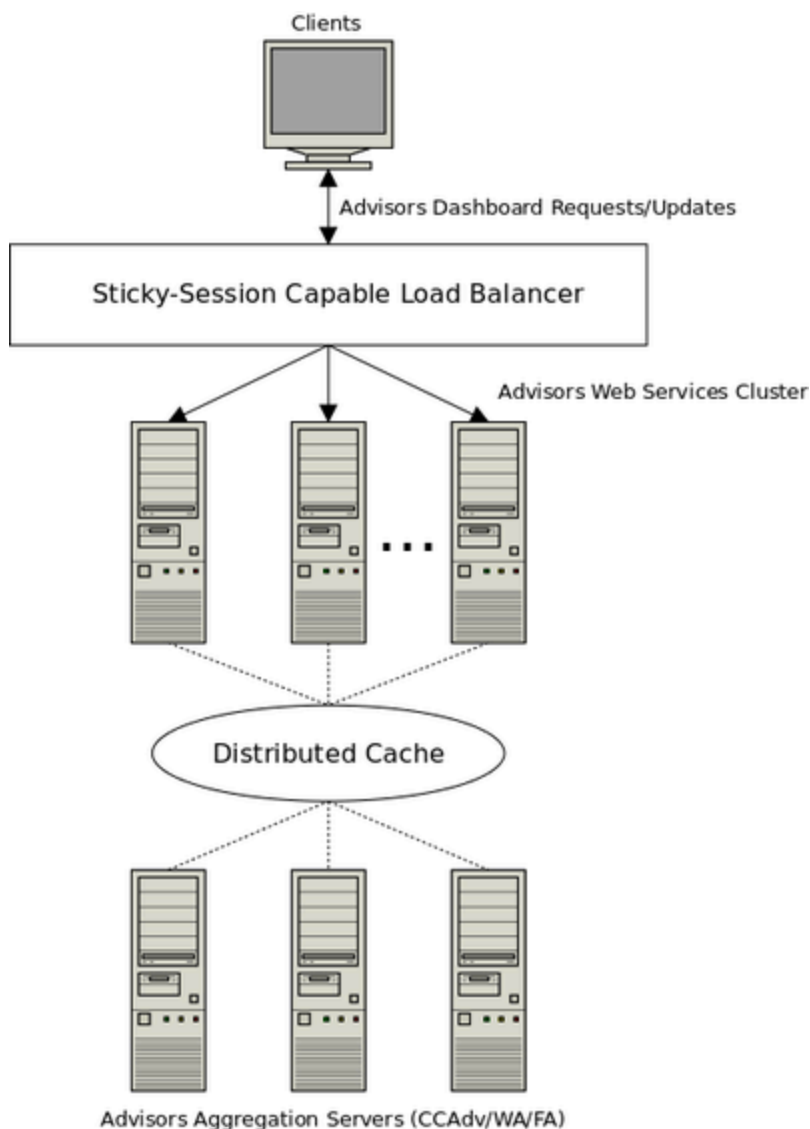 Clients
Advisors Dashboard Requests/Updates
Sticky-Session Capable Load Balancer
Advisors Web Services Cluster
...
Distributed Cache
Advisors Aggregation Servers (CCAdv/WA/FA)